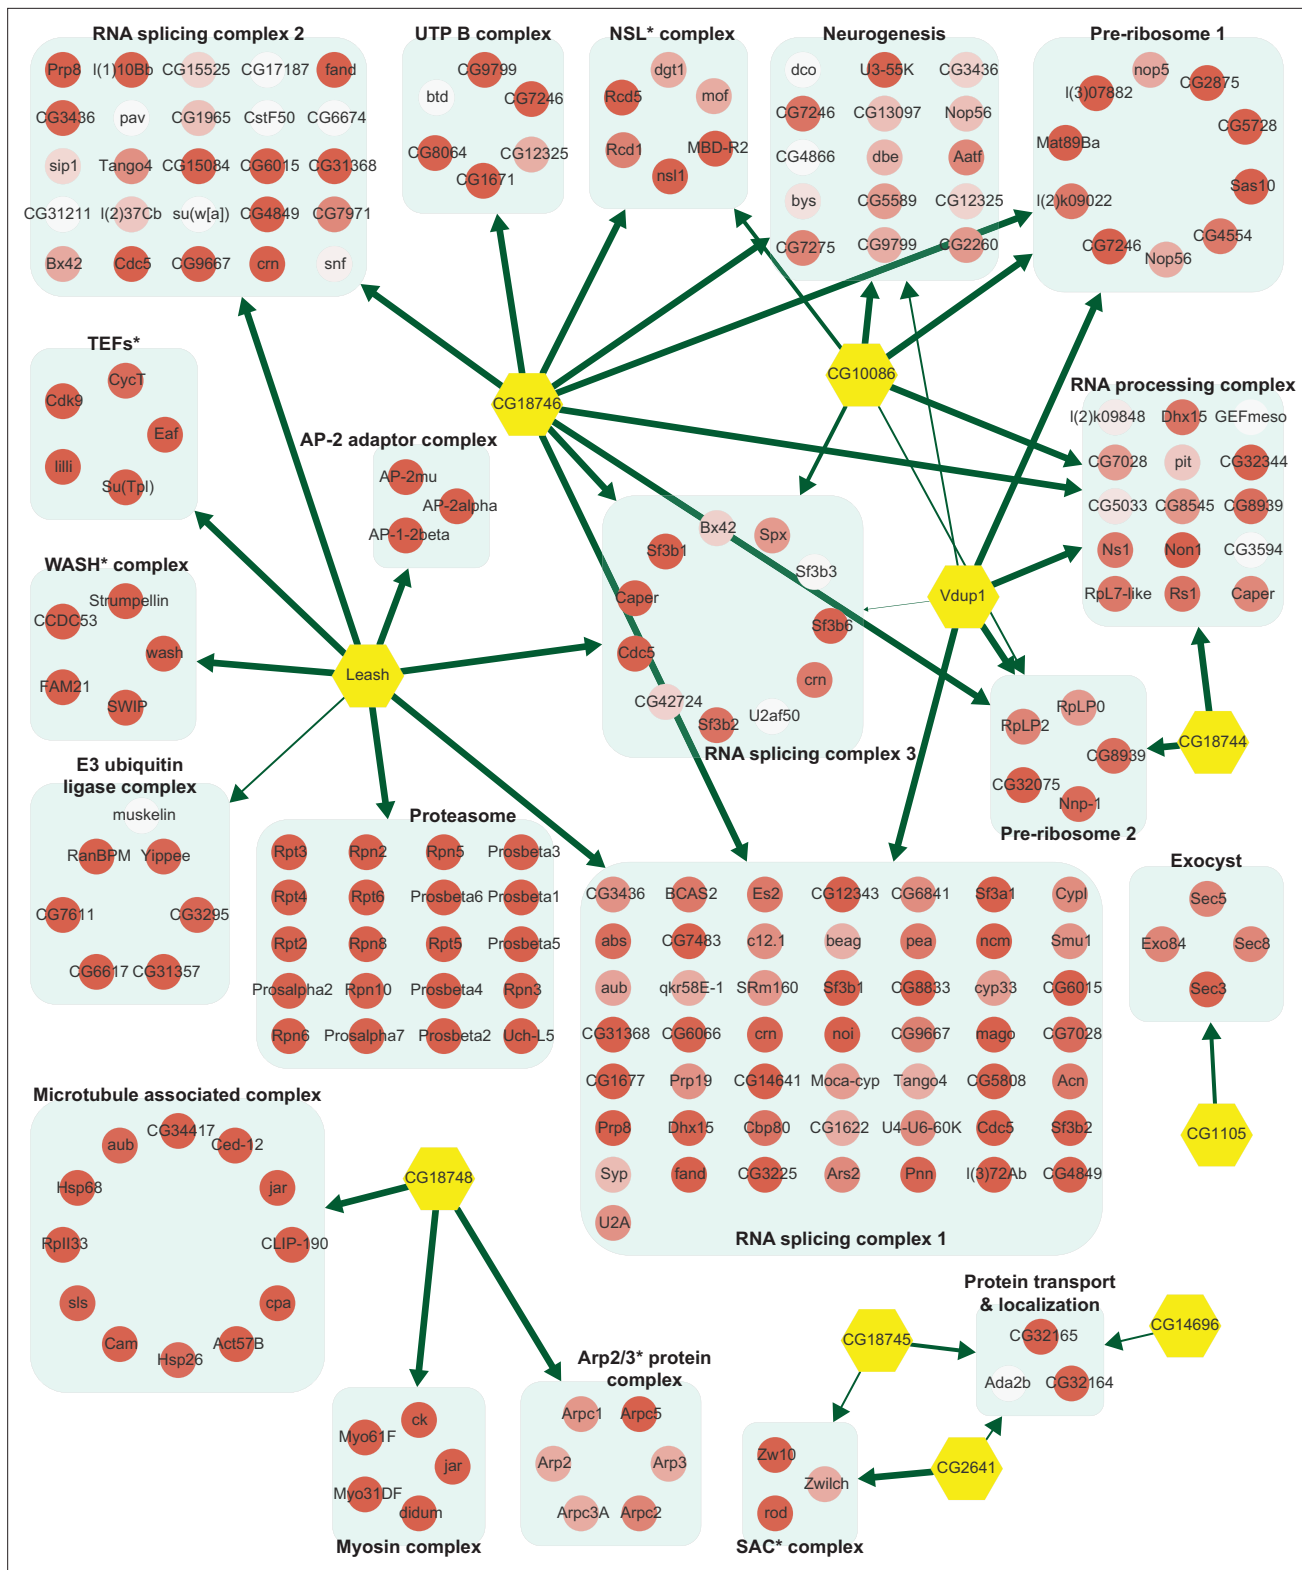 RNA splicing complex 2
Prp8 l(1)10Bb CG15525 CG17187 fand
CG3436 pav CG1965 CstF50 CG6674
sip1 Tango4 CG15084 CG6015 CG31368
CG31211 l(2)37Cb su(w[a]) CG4849 CG7971
Bx42 Cdc5 CG9667 crn snf
UTP B complex
CG9799
btd CG7246
CG8064 CG12325
CG1671
NSL* complex
dgt1
Rcd5 mof
Rcd1 MBD-R2
nsl1
Neurogenesis
dco U3-55K CG3436
CG7246 CG13097 Nop56
CG4866 dbe Aatf
bys CG5589 CG12325
CG7275 CG9799 CG2260
Pre-ribosome 1
nop5
l(3)07882 CG2875
Mat89Ba CG5728
l(2)k09022 Sas10
CG7246 CG4554
Nop56
TEFs*
CycT
Cdk9
Eaf
lilli
Su(Tpl)
AP-2 adaptor complex
AP-2mu
AP-2alpha
AP-1-2beta
CG18746
CG10086
RNA processing complex
l(2)k09848 Dhx15 GEFmeso
CG7028 pit CG32344
CG5033 CG8545 CG8939
Ns1 Non1 CG3594
RpL7-like Rs1 Caper
WASH* complex
Strumpellin
CCDC53
wash
FAM21
SWIP
Leash
Bx42 Spx
Sf3b1 Sf3b3
Caper Sf3b6
Cdc5 crn
CG42724 U2af50
Sf3b2
RNA splicing complex 3
Vdup1
RpLP0
RpLP2
CG8939
CG32075
Nnp-1
Pre-ribosome 2
CG18744
E3 ubiquitin
ligase complex
muskelin
RanBPM Yippee
CG7611 CG3295
CG6617 CG31357
Proteasome
Rpt3 Rpn2 Rpn5 Prosbeta3
Rpt4 Rpt6 Prosbeta6 Prosbeta1
Rpt2 Rpn8 Rpt5 Prosbeta5
Prosalpha2 Rpn10 Prosbeta4 Rpn3
Rpn6 Prosalpha7 Prosbeta2 Uch-L5
CG3436 BCAS2 Es2 CG12343 CG6841 Sf3a1 Cypl
abs CG7483 c12.1 beag pea ncm Smu1
aub qkr58E-1 SRm160 Sf3b1 CG8833 cyp33 CG6015
CG31368 CG6066 crn noi CG9667 mago CG7028
CG1677 Prp19 CG14641 Moca-cyp Tango4 CG5808 Acn
Prp8 Dhx15 Cbp80 CG1622 U4-U6-60K Cdc5 Sf3b2
Syp fand CG3225 Ars2 Pnn l(3)72Ab CG4849
U2A
RNA splicing complex 1
Exocyst
Sec5
Exo84 Sec8
Sec3
CG1105
Microtubule associated complex
CG34417
aub Ced-12
Hsp68 jar
RpII33 CLIP-190
sls cpa
Cam Act57B
Hsp26
CG18748
Myosin complex
ck
Myo61F
jar
Myo31DF
didum
Arp2/3* protein
complex
Arpc1 Arpc5
Arp2 Arp3
Arpc3A Arpc2
CG18745
Protein transport
& localization
CG32165
Ada2b CG32164
CG14696
CG2641
Zw10
Zwilch
rod
SAC* complex